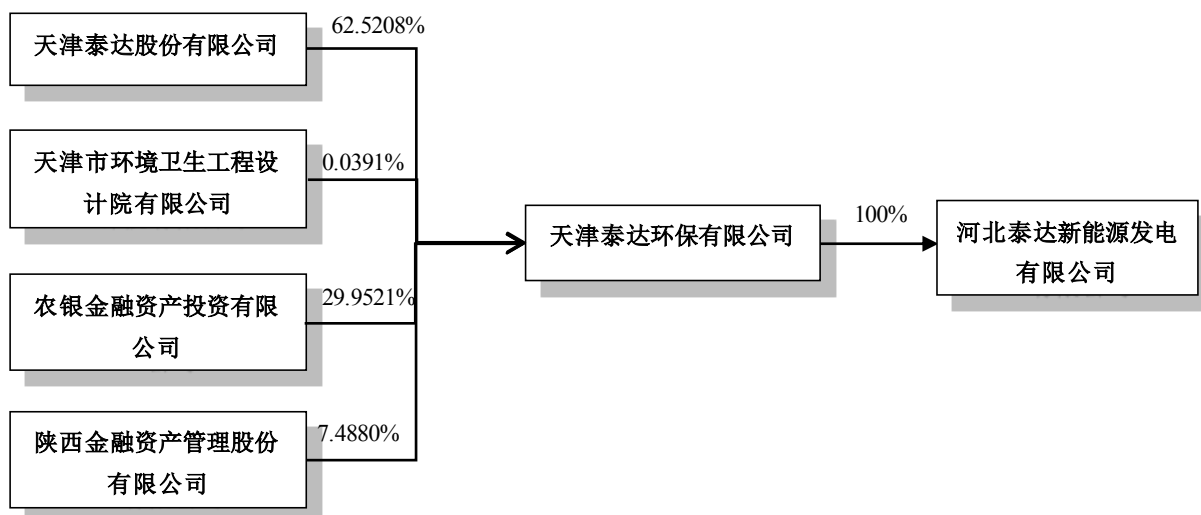 天津泰达股份有限公司
62.5208%
天津市环境卫生工程设
计院有限公司
0.0391%
农银金融资产投资有限
公司
29.9521%
陕西金融资产管理股份
有限公司
7.4880%
天津泰达环保有限公司
100%
河北泰达新能源发电
有限公司